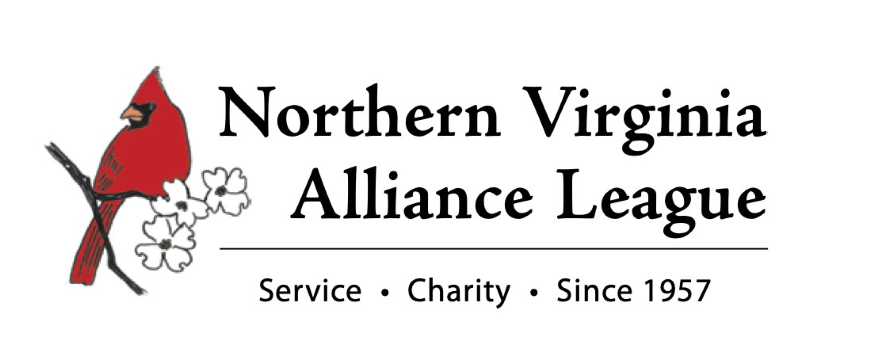 Northern Virginia
Alliance League
Service • Charity • Since 1957